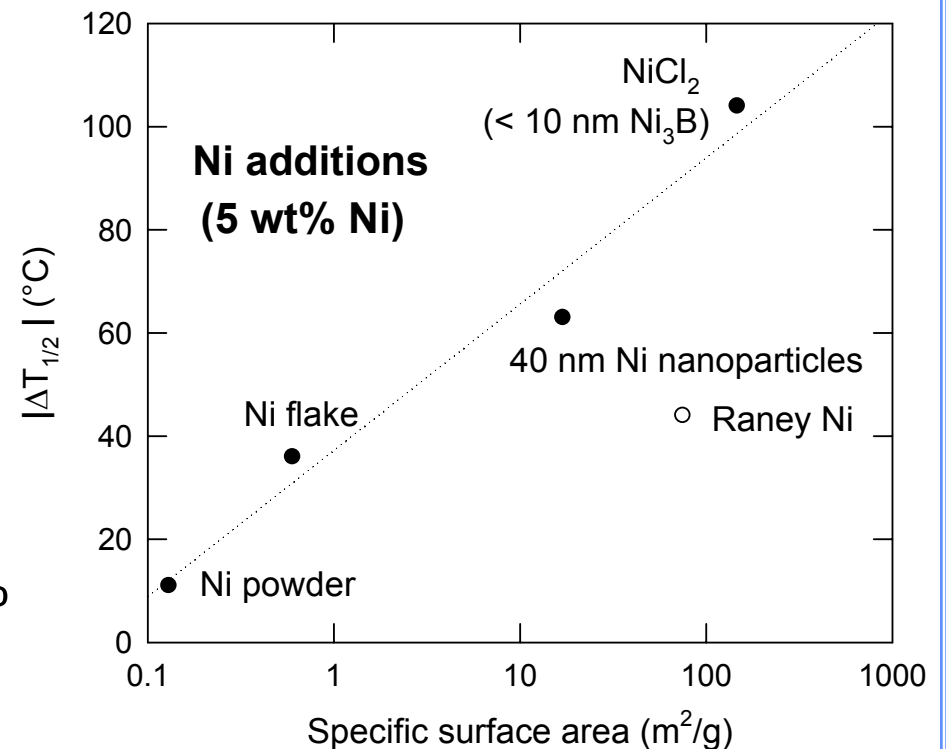 120
100
80
60
40
20
0
|ΔT1/2 | (°C)
NiCl2
(< 10 nm Ni3B)
Ni additions
(5 wt% Ni)
40 nm Ni nanoparticles
Ni flake
Raney Ni
Ni powder
0.1 1 10 100 1000
Specific surface area (m2/g)